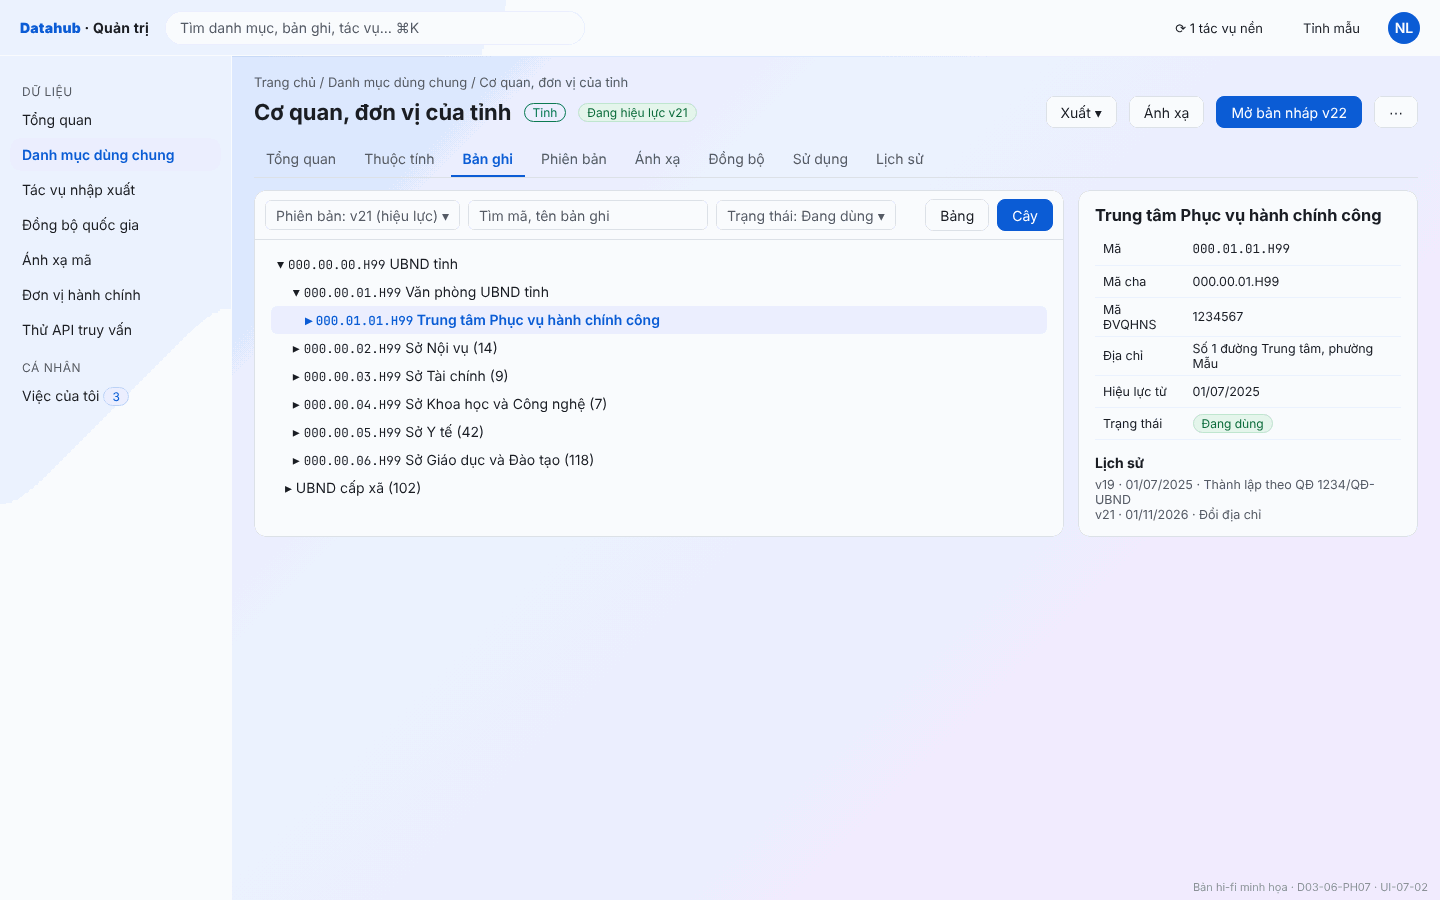 Datahub · Quản trị
Tìm danh mục, bản ghi, tác vụ... ⌘K
⟳ 1 tác vụ nền
Tỉnh mẫu
NL
DỮ LIỆU
Tổng quan
Danh mục dùng chung
Tác vụ nhập xuất
Đồng bộ quốc gia
Ánh xạ mã
Đơn vị hành chính
Thử API truy vấn
CÁ NHÂN
Việc của tôi 3
Trang chủ / Danh mục dùng chung / Cơ quan, đơn vị của tỉnh
Cơ quan, đơn vị của tỉnh
Tỉnh
Đang hiệu lực v21
Xuất ▾
Ánh xạ
Mở bản nháp v22
⋯
Tổng quan
Thuộc tính
Bản ghi
Phiên bản
Ánh xạ
Đồng bộ
Sử dụng
Lịch sử
Phiên bản: v21 (hiệu lực) ▾
Tìm mã, tên bản ghi
Trạng thái: Đang dùng ▾
Bảng
Cây
▾ 000.00.00.H99 UBND tỉnh
▾ 000.00.01.H99 Văn phòng UBND tỉnh
▸ 000.01.01.H99 Trung tâm Phục vụ hành chính công
▸ 000.00.02.H99 Sở Nội vụ (14)
▸ 000.00.03.H99 Sở Tài chính (9)
▸ 000.00.04.H99 Sở Khoa học và Công nghệ (7)
▸ 000.00.05.H99 Sở Y tế (42)
▸ 000.00.06.H99 Sở Giáo dục và Đào tạo (118)
▸ UBND cấp xã (102)
Trung tâm Phục vụ hành chính công
Mã 000.01.01.H99
Mã cha 000.00.01.H99
Mã
ĐVQHNS
1234567
Địa chỉ
Số 1 đường Trung tâm, phường
Mẫu
Hiệu lực từ 01/07/2025
Trạng thái Đang dùng
Lịch sử
v19 · 01/07/2025 · Thành lập theo QĐ 1234/QĐ-
UBND
v21 · 01/11/2026 · Đổi địa chỉ
Bản hi-fi minh họa · D03-06-PH07 · UI-07-02